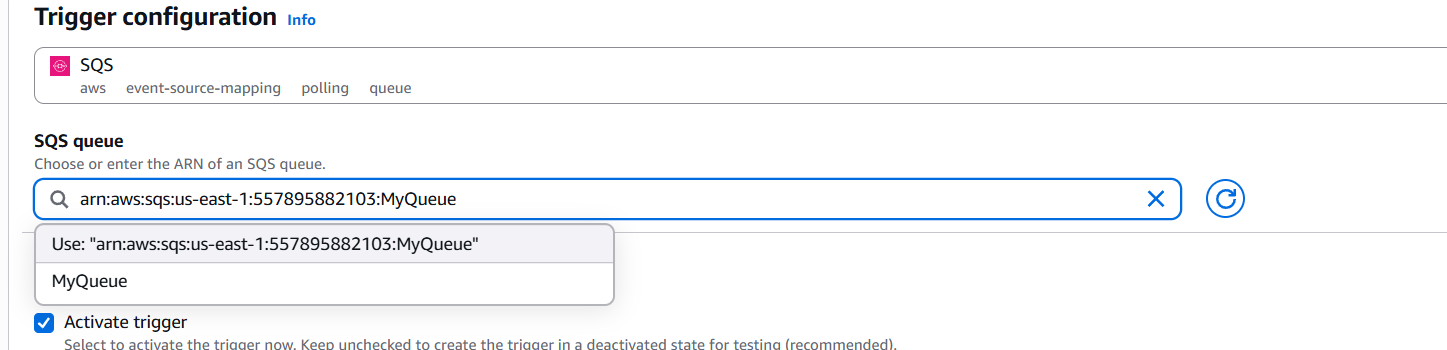 Trigger configuration Info
SQS
aws event-source-mapping polling queue
SQS queue
Choose or enter the ARN of an SQS queue.
arn:aws:sqs:us-east-1:557895882103:MyQueue
Use: "arn:aws:sqs:us-east-1:557895882103:MyQueue"
MyQueue
Activate trigger
Select to activate the trigger now. Keep unchecked to create the trigger in a deactivated state for testing (recommended).